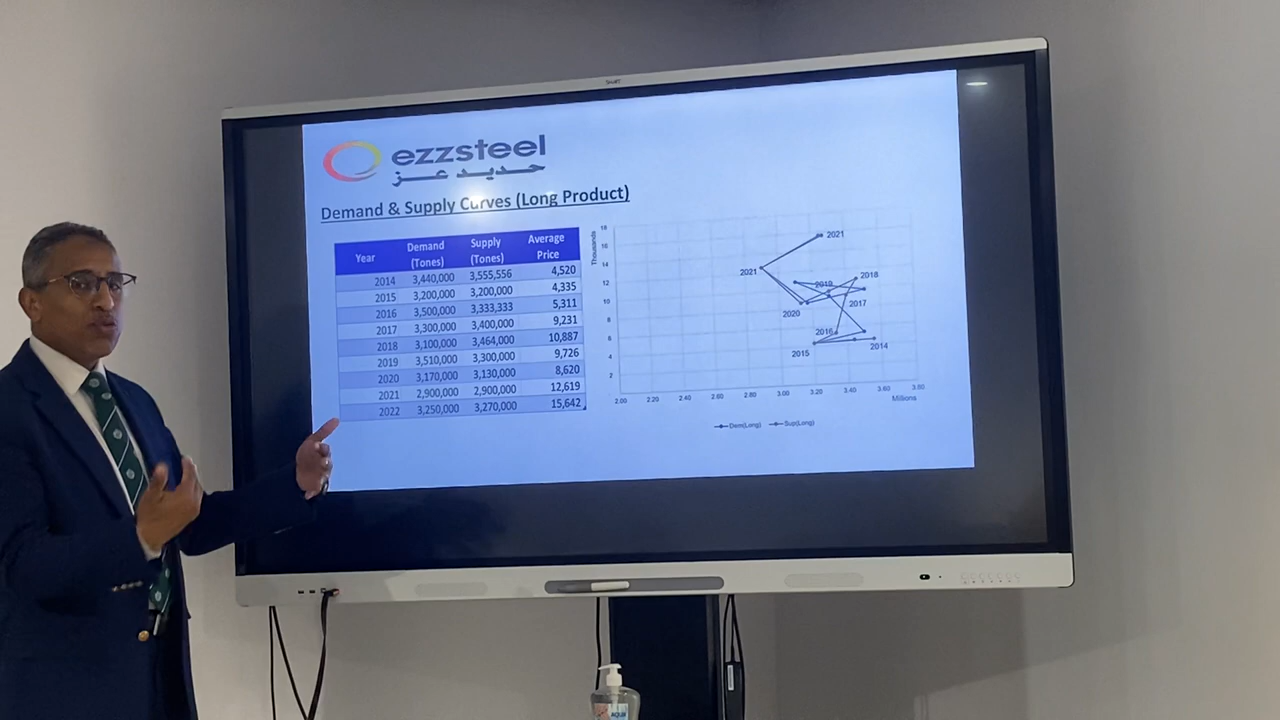 SMART
ezzsteel
حديد عز
Demand & Supply Curves (Long Product)
Year Demand (Tones) Supply (Tones) Average Price
2014 3,440,000 3,555,556 4,520
2015 3,200,000 3,200,000 4,335
2016 3,500,000 3,333,333 5,311
2017 3,300,000 3,400,000 9,231
2018 3,100,000 3,464,000 10,887
2019 3,510,000 3,300,000 9,726
2020 3,170,000 3,130,000 8,620
2021 2,900,000 2,900,000 12,619
2022 3,250,000 3,270,000 15,642
Thousands
18
16
14
12
10
8
6
4
2
2021
2021
2018
2019
2017
2020
2016
2015
2014
2.00 2.20 2.40 2.60 2.80 3.00 3.20 3.40 3.60 3.80
Millions
Dem(Long) Sup(Long)
AQUA